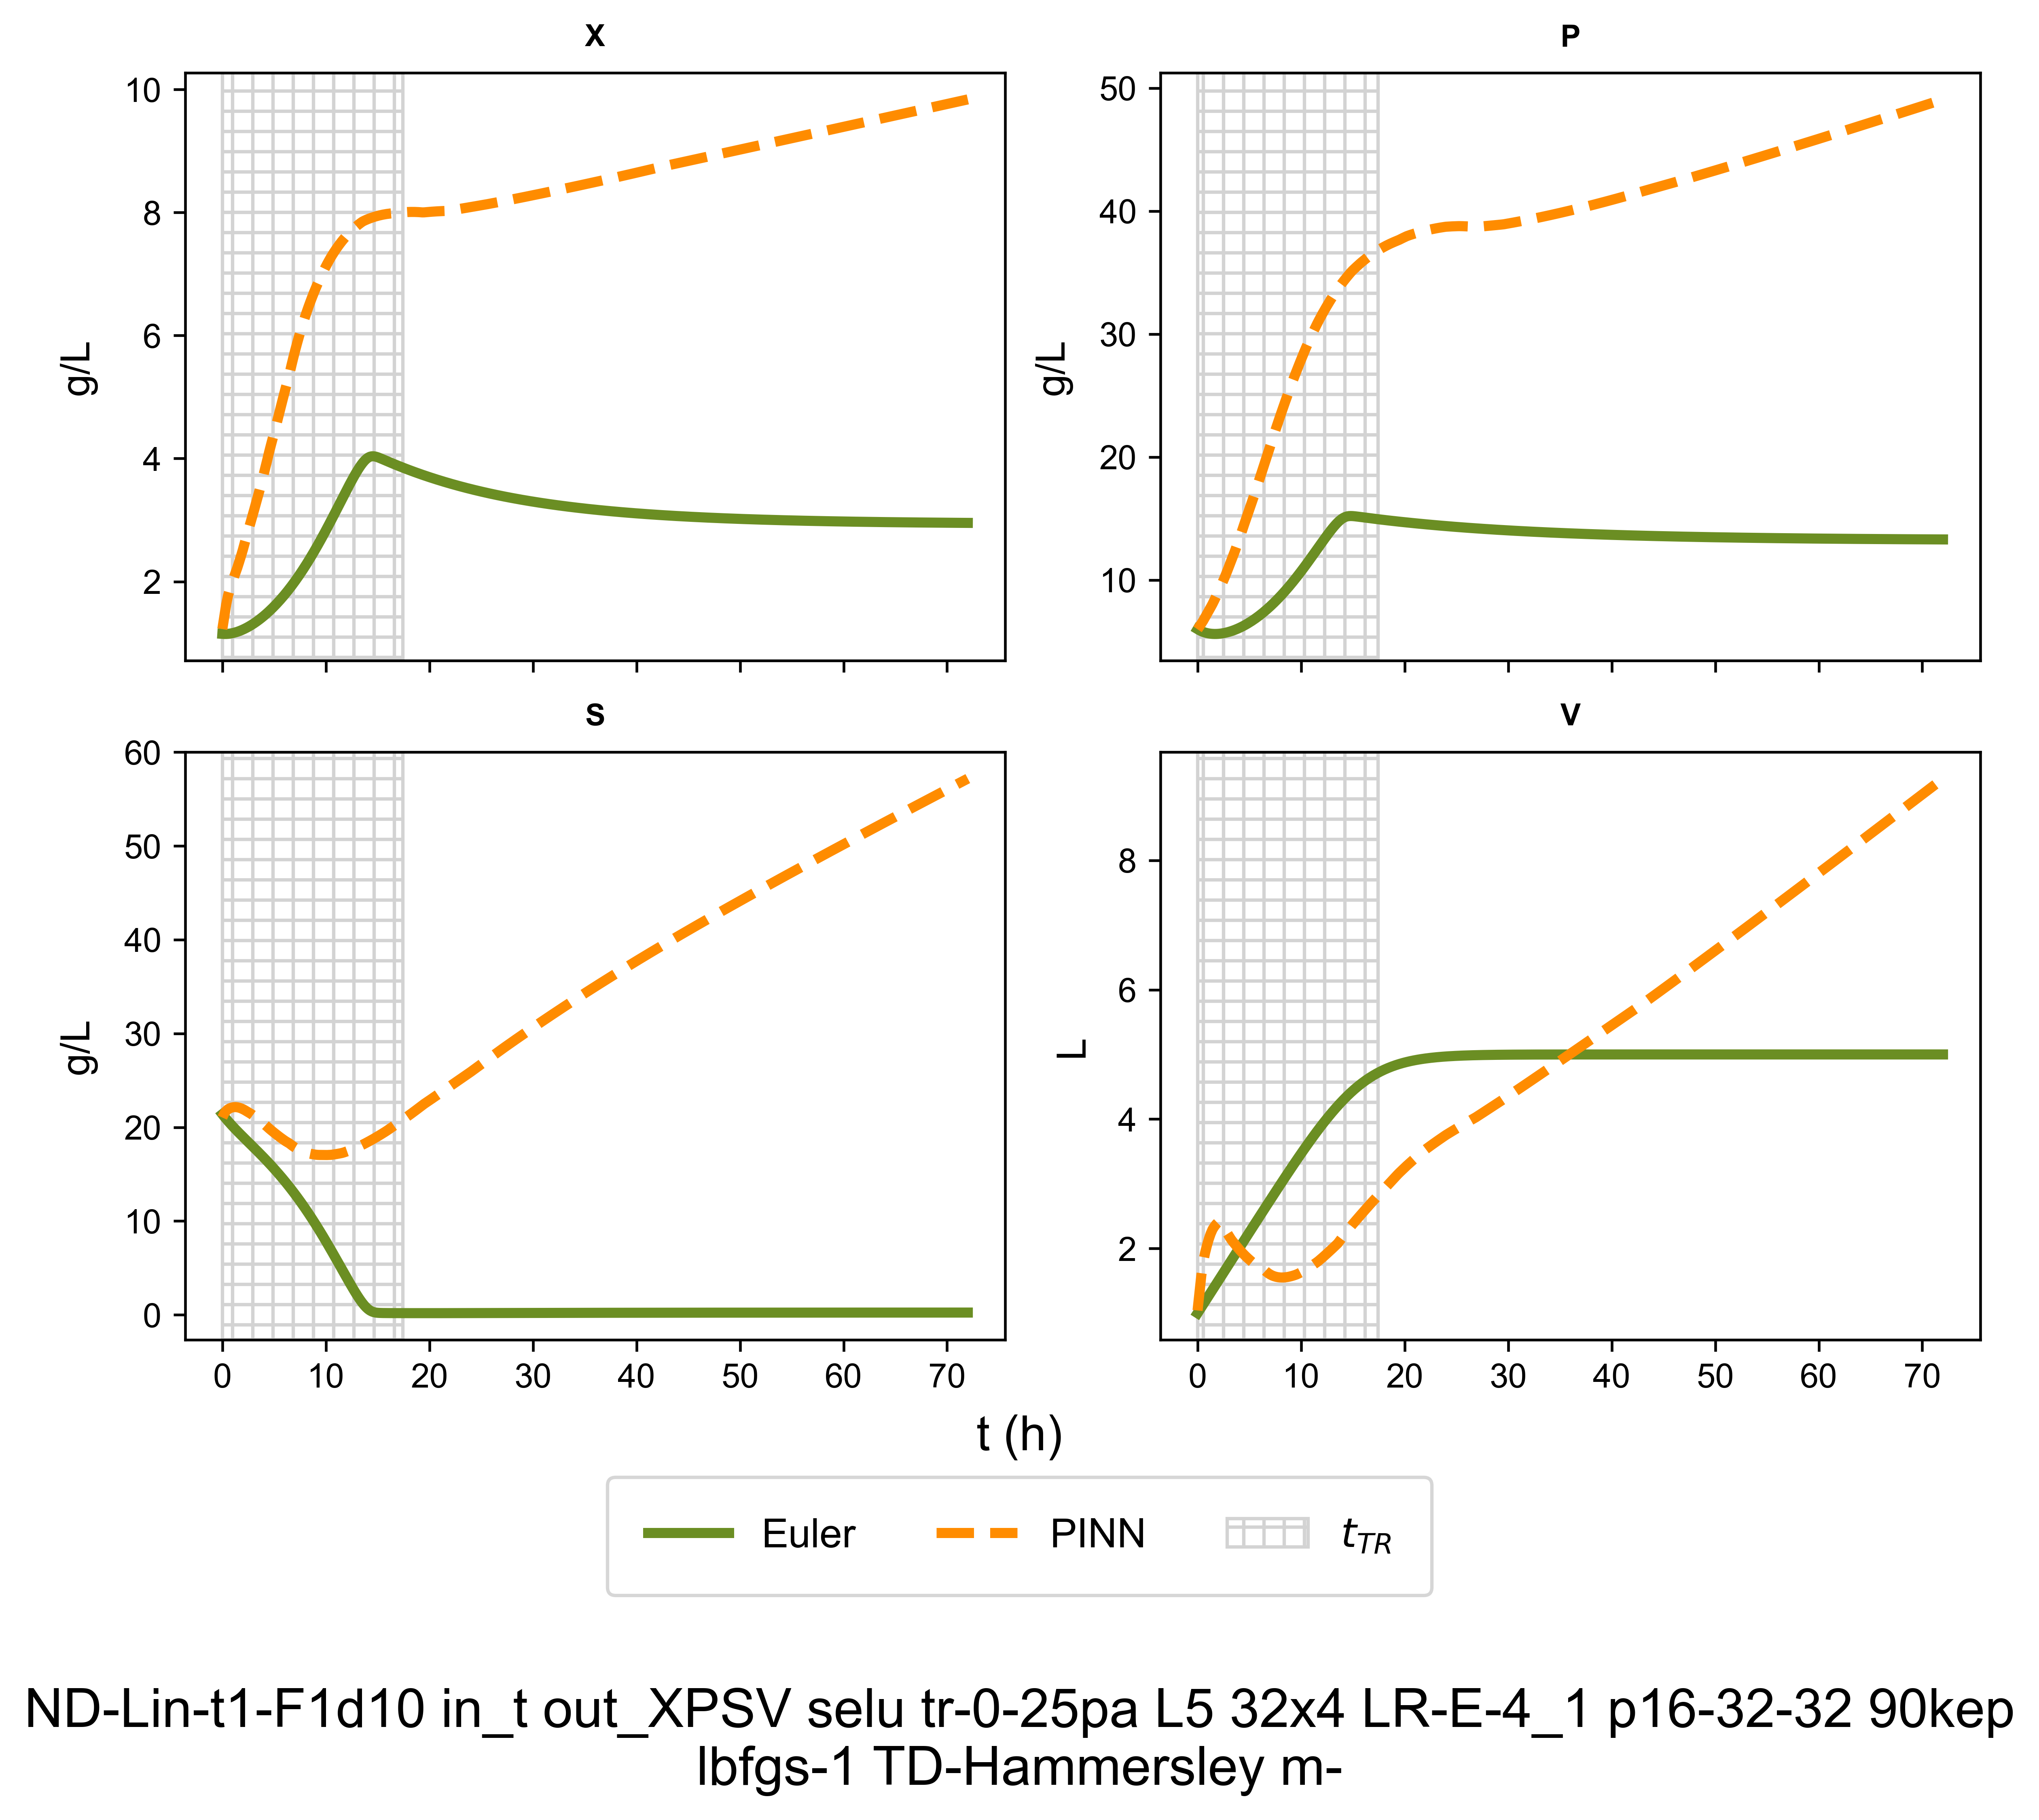 X
P
10
8
6
4
2
g/L
50
40
30
20
10
g/L
S
V
60
50
40
30
20
10
0
g/L
8
6
4
2
L
0 10 20 30 40 50 60 70
0 10 20 30 40 50 60 70
t (h)
Euler PINN t_{TR}
ND-Lin-t1-F1d10 in_t out_XPSV selu tr-0-25pa L5 32x4 LR-E-4_1 p16-32-32 90kep
lbfgs-1 TD-Hammersley m-